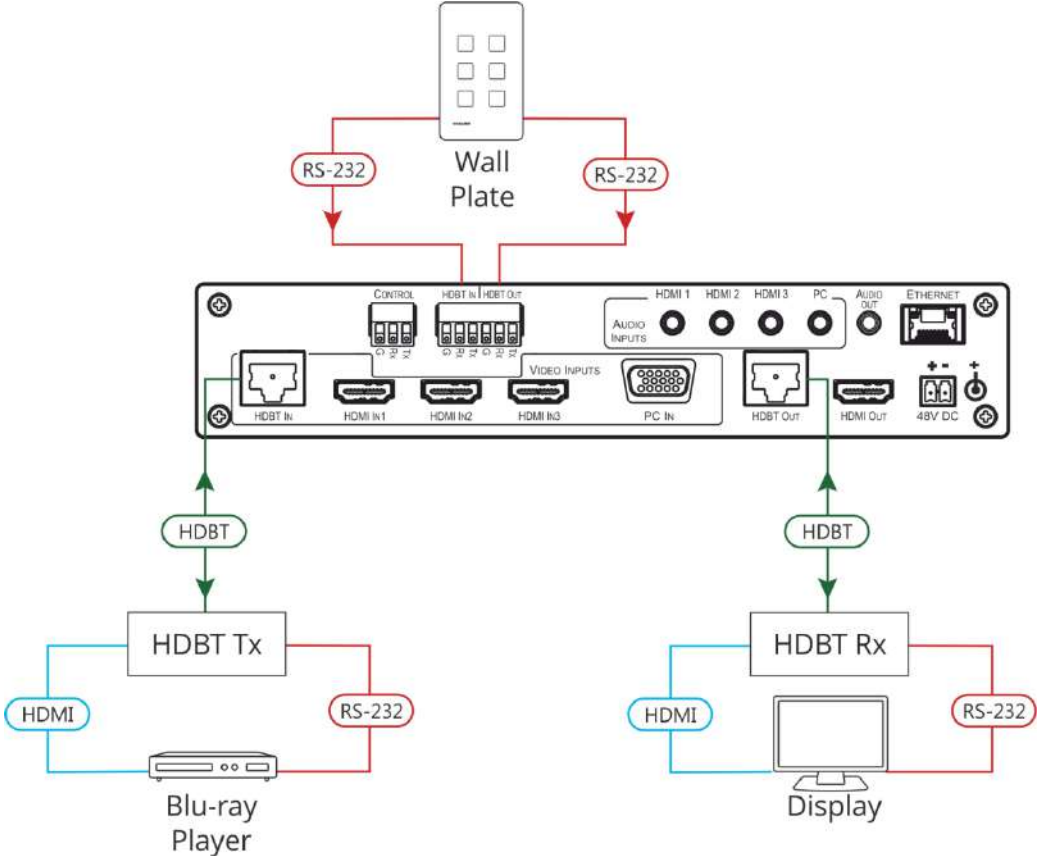 Wall
Plate
RS-232
RS-232
CONTROL
HDBT IN
HDBT OUT
G
Rx
Tx
G
Rx
Tx
G
Rx
Tx
AUDIO
INPUTS
HDMI 1
HDMI 2
HDMI 3
PC
AUDIO
OUT
ETHERNET
VIDEO INPUTS
HDBT IN
HDMI IN1
HDMI IN2
HDMI IN3
PC IN
HDBT OUT
HDMI OUT
+ -
+
48V DC
HDBT
HDBT
HDBT Tx
HDBT Rx
HDMI
RS-232
HDMI
RS-232
Blu-ray
Player
Display